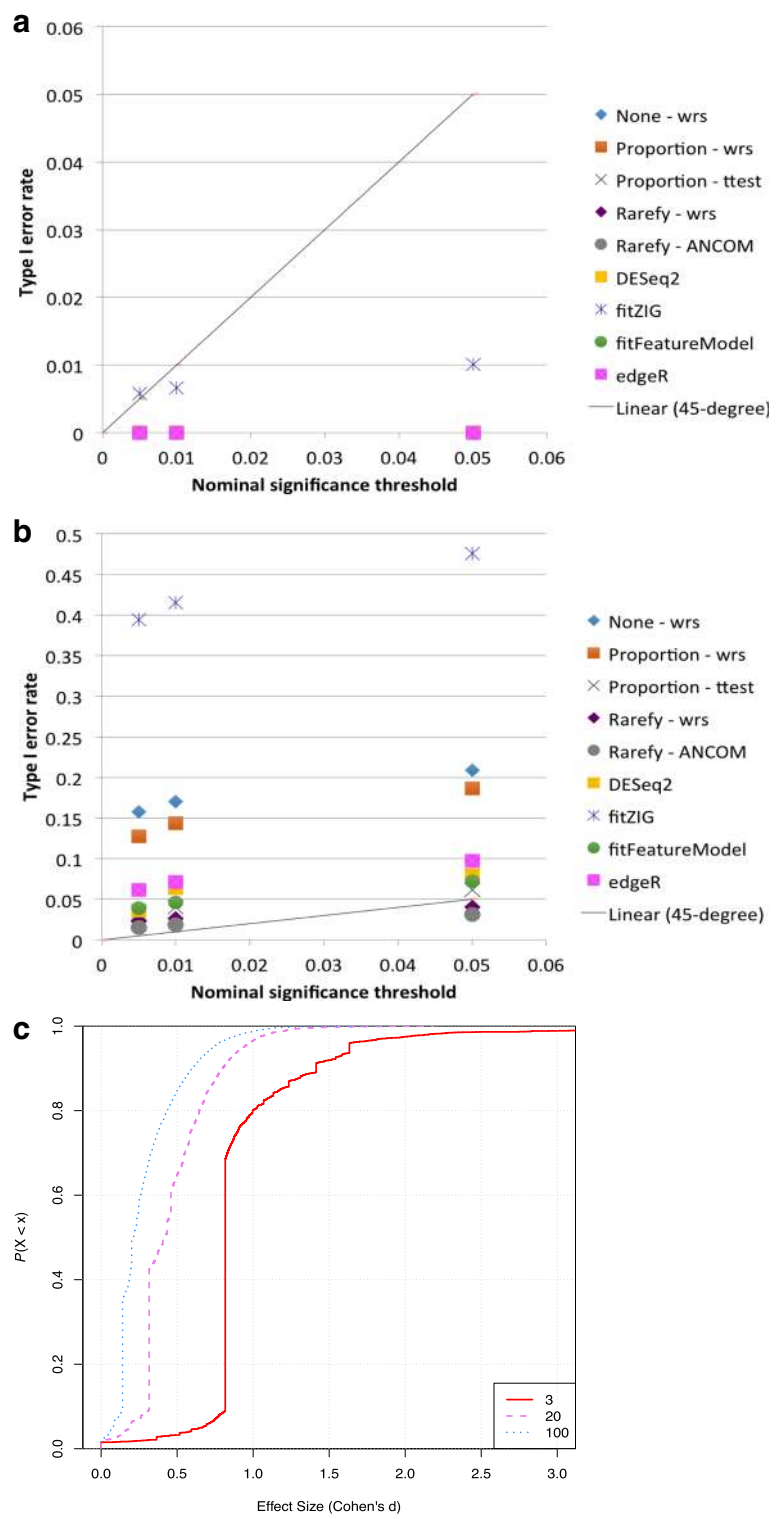 a
0.06
0.05
0.04
0.03
0.02
0.01
0
Type I error rate
0 0.01 0.02 0.03 0.04 0.05 0.06
Nominal significance threshold
None - wrs
Proportion - wrs
Proportion - ttest
Rarefy - wrs
Rarefy - ANCOM
DESeq2
fitZIG
fitFeatureModel
edgeR
Linear (45-degree)
b
0.5
0.45
0.4
0.35
0.3
0.25
0.2
0.15
0.1
0.05
0
Type I error rate
0 0.01 0.02 0.03 0.04 0.05 0.06
Nominal significance threshold
None - wrs
Proportion - wrs
Proportion - ttest
Rarefy - wrs
Rarefy - ANCOM
DESeq2
fitZIG
fitFeatureModel
edgeR
Linear (45-degree)
c
1.0
0.8
0.6
0.4
0.2
0.0
P(X < x)
3
20
100
0.0 0.5 1.0 1.5 2.0 2.5 3.0
Effect Size (Cohen's d)